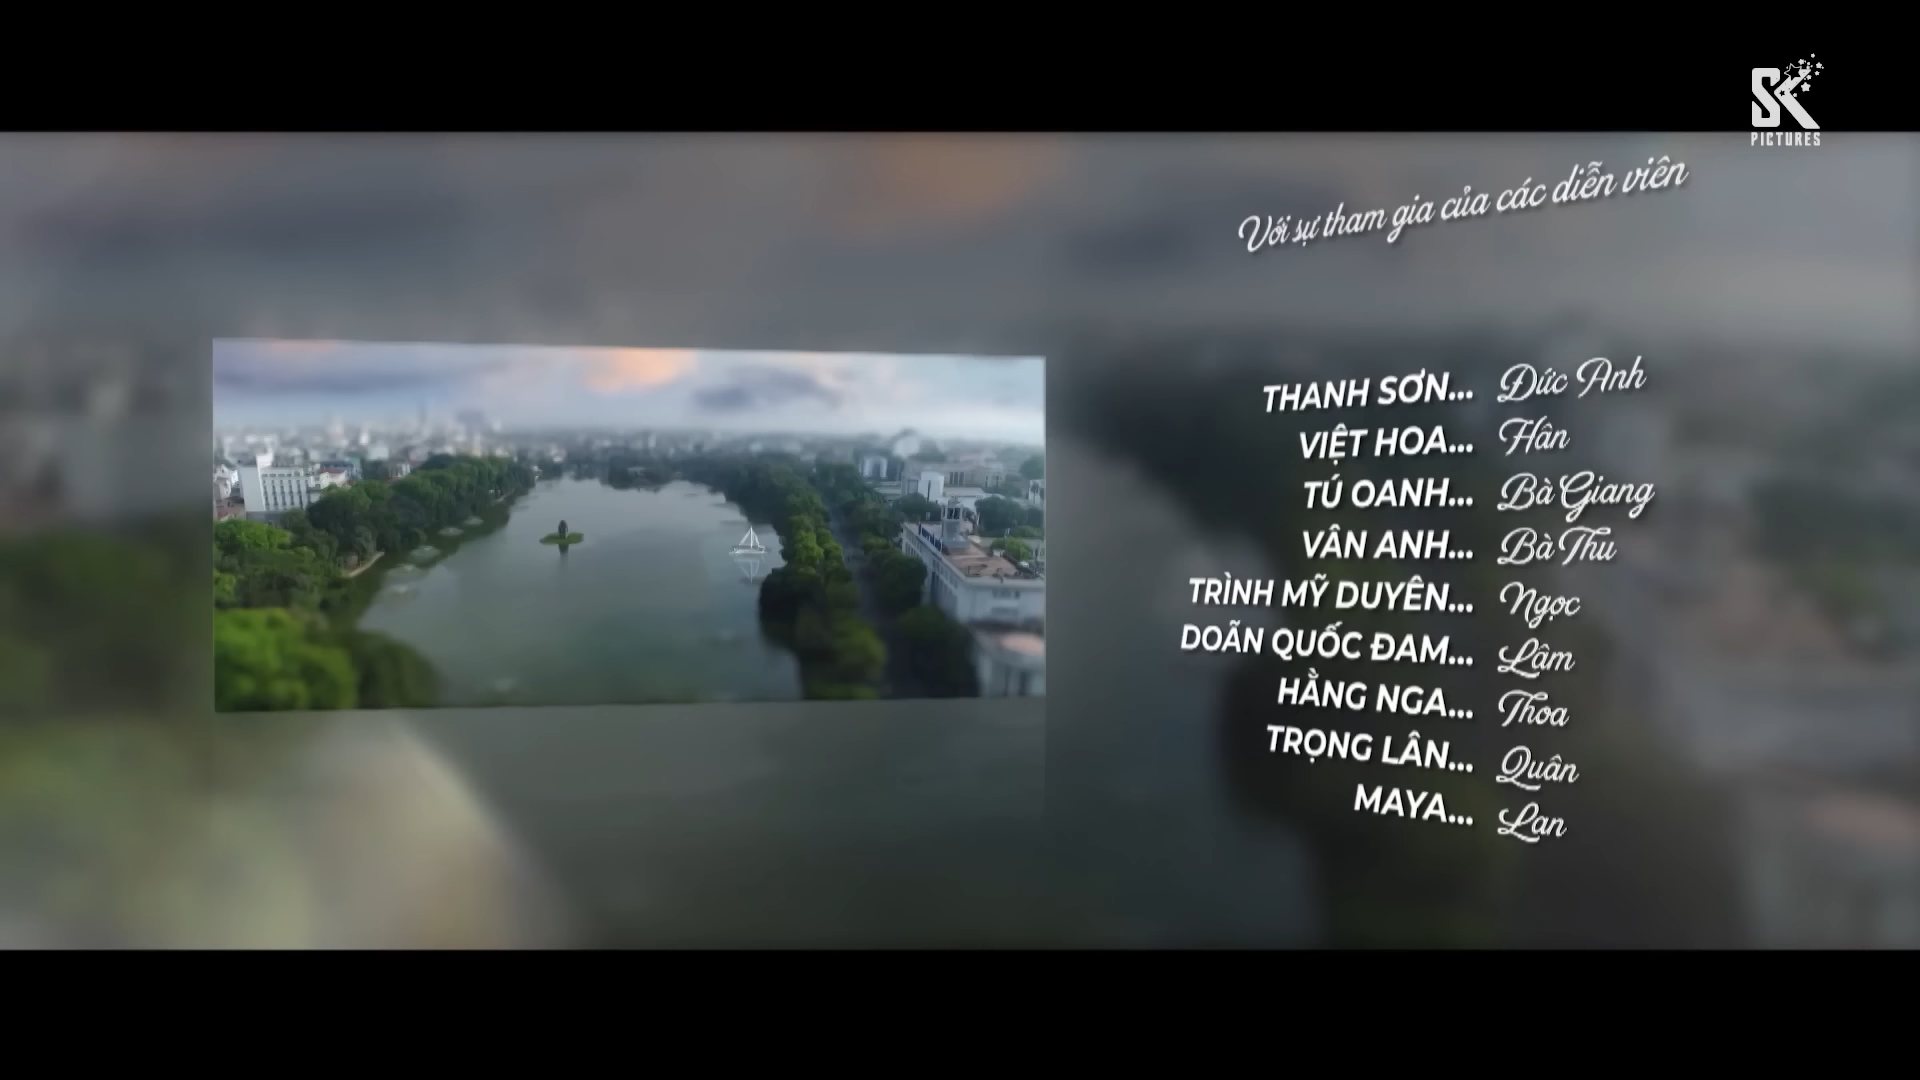 SK
PICTURES
Với sự tham gia của các diễn viên
THANH SƠN... Đức Anh
VIỆT HOA... Hân
TÚ OANH... Bà Giang
VÂN ANH... Bà Thu
TRÌNH MỸ DUYÊN... Ngọc
DOÃN QUỐC ĐAM... Lâm
HẰNG NGA... Thoa
TRỌNG LÂN... Quân
MAYA... Lan